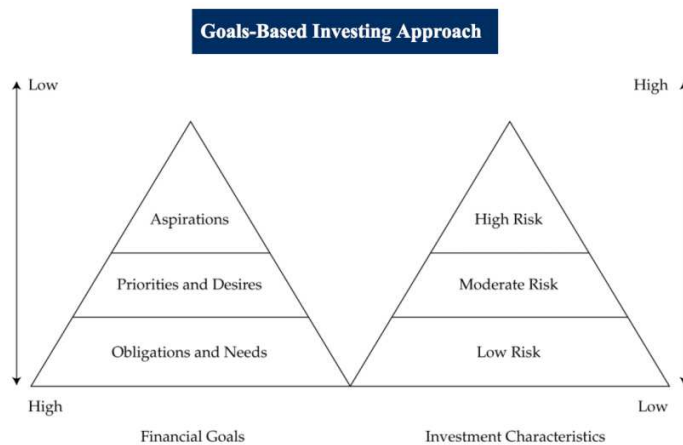 Goals-Based Investing Approach
Low
High
Aspirations
High Risk
Priorities and Desires
Moderate Risk
Obligations and Needs
Low Risk
High
Low
Financial Goals
Investment Characteristics